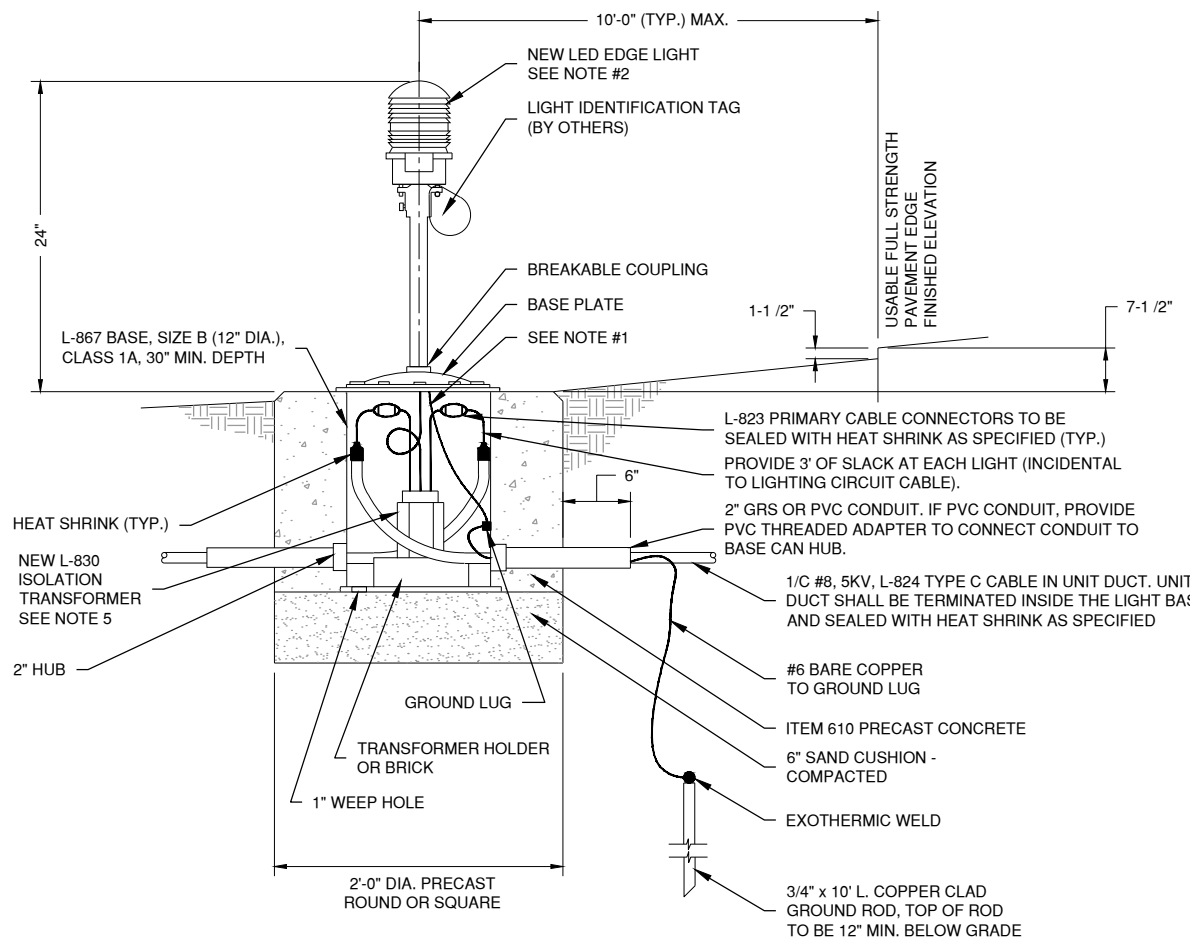 10'-0" (TYP.) MAX.
NEW LED EDGE LIGHT
SEE NOTE #2
LIGHT IDENTIFICATION TAG
(BY OTHERS)
24"
USABLE FULL STRENGTH
PAVEMENT EDGE
FINISHED ELEVATION
BREAKABLE COUPLING
BASE PLATE
SEE NOTE #1
1-1 /2"
7-1 /2"
L-867 BASE, SIZE B (12" DIA.),
CLASS 1A, 30" MIN. DEPTH
L-823 PRIMARY CABLE CONNECTORS TO BE
SEALED WITH HEAT SHRINK AS SPECIFIED (TYP.)
PROVIDE 3' OF SLACK AT EACH LIGHT (INCIDENTAL
TO LIGHTING CIRCUIT CABLE).
6"
2" GRS OR PVC CONDUIT. IF PVC CONDUIT, PROVIDE
PVC THREADED ADAPTER TO CONNECT CONDUIT TO
BASE CAN HUB.
HEAT SHRINK (TYP.)
NEW L-830
ISOLATION
TRANSFORMER
SEE NOTE 5
1/C #8, 5KV, L-824 TYPE C CABLE IN UNIT DUCT. UNIT
DUCT SHALL BE TERMINATED INSIDE THE LIGHT BAS
AND SEALED WITH HEAT SHRINK AS SPECIFIED
2" HUB
#6 BARE COPPER
TO GROUND LUG
GROUND LUG
ITEM 610 PRECAST CONCRETE
TRANSFORMER HOLDER
OR BRICK
6" SAND CUSHION -
COMPACTED
1" WEEP HOLE
EXOTHERMIC WELD
2'-0" DIA. PRECAST
ROUND OR SQUARE
3/4" x 10' L. COPPER CLAD
GROUND ROD, TOP OF ROD
TO BE 12" MIN. BELOW GRADE